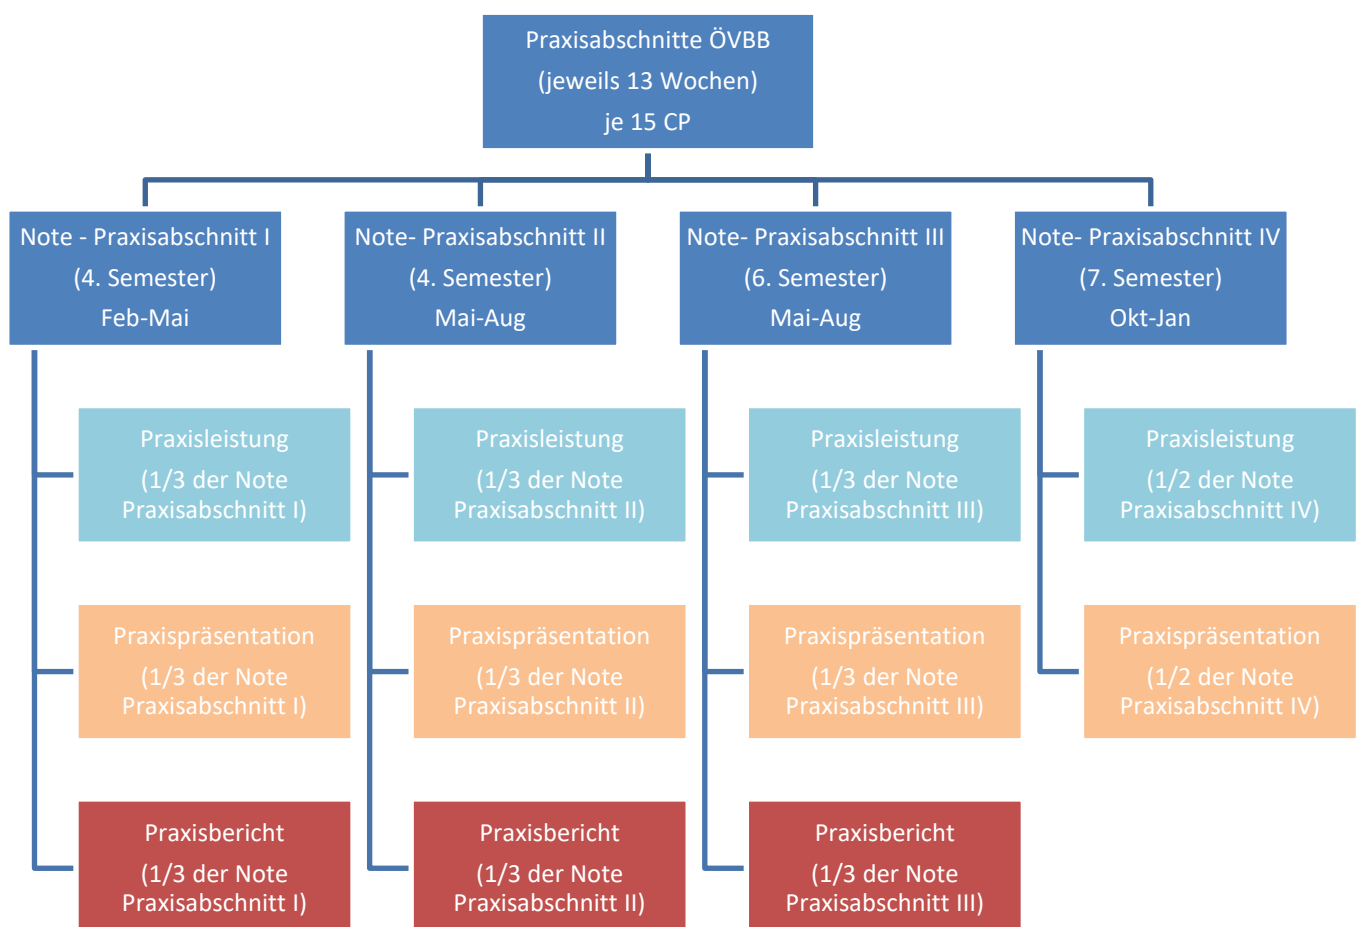 Praxisabschnitte ÖVBB
(jeweils 13 Wochen)
je 15 CP
Note - Praxisabschnitt I
(4. Semester)
Feb-Mai
Note- Praxisabschnitt II
(4. Semester)
Mai-Aug
Note- Praxisabschnitt III
(6. Semester)
Mai-Aug
Note- Praxisabschnitt IV
(7. Semester)
Okt-Jan
Praxisleistung
(1/3 der Note
Praxisabschnitt I)
Praxisleistung
(1/3 der Note
Praxisabschnitt II)
Praxisleistung
(1/3 der Note
Praxisabschnitt III)
Praxisleistung
(1/2 der Note
Praxisabschnitt IV)
Praxispräsentation
(1/3 der Note
Praxisabschnitt I)
Praxispräsentation
(1/3 der Note
Praxisabschnitt II)
Praxispräsentation
(1/3 der Note
Praxisabschnitt III)
Praxispräsentation
(1/2 der Note
Praxisabschnitt IV)
Praxisbericht
(1/3 der Note
Praxisabschnitt I)
Praxisbericht
(1/3 der Note
Praxisabschnitt II)
Praxisbericht
(1/3 der Note
Praxisabschnitt III)